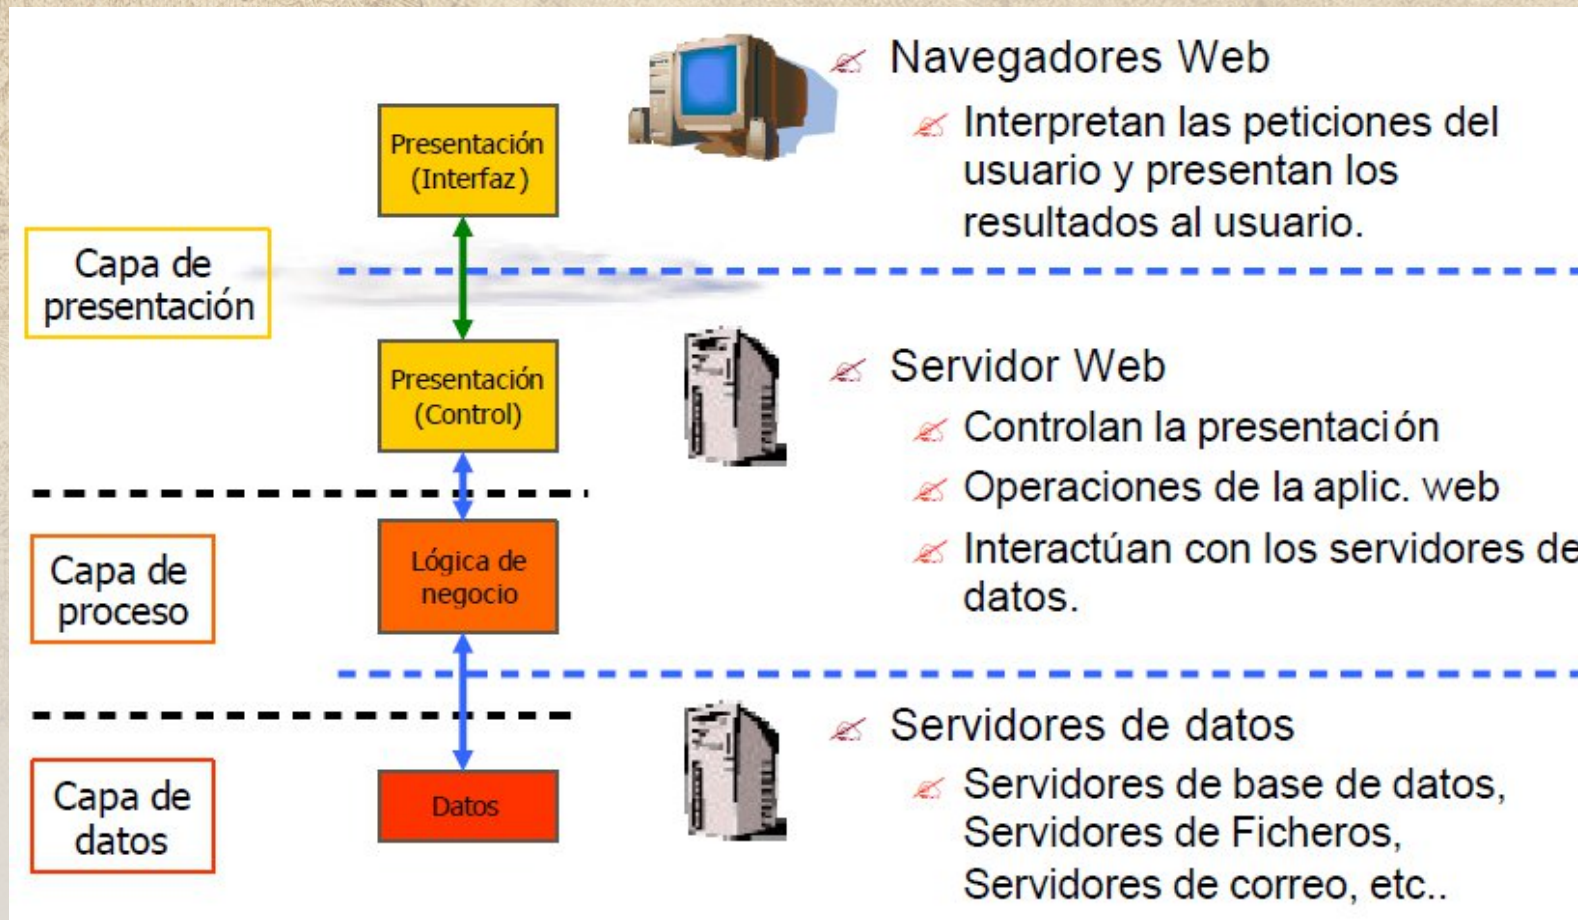 Navegadores Web
Interpretan las peticiones del
usuario y presentan los
resultados al usuario.
Presentación
(Interfaz)
Capa de
presentación
Presentación
(Control)
Servidor Web
Controlan la presentación
Operaciones de la aplic. web
Interactúan con los servidores de
datos.
Capa de
proceso
Lógica de
negocio
Servidores de datos
Servidores de base de datos,
Servidores de Ficheros,
Servidores de correo, etc..
Capa de
datos
Datos